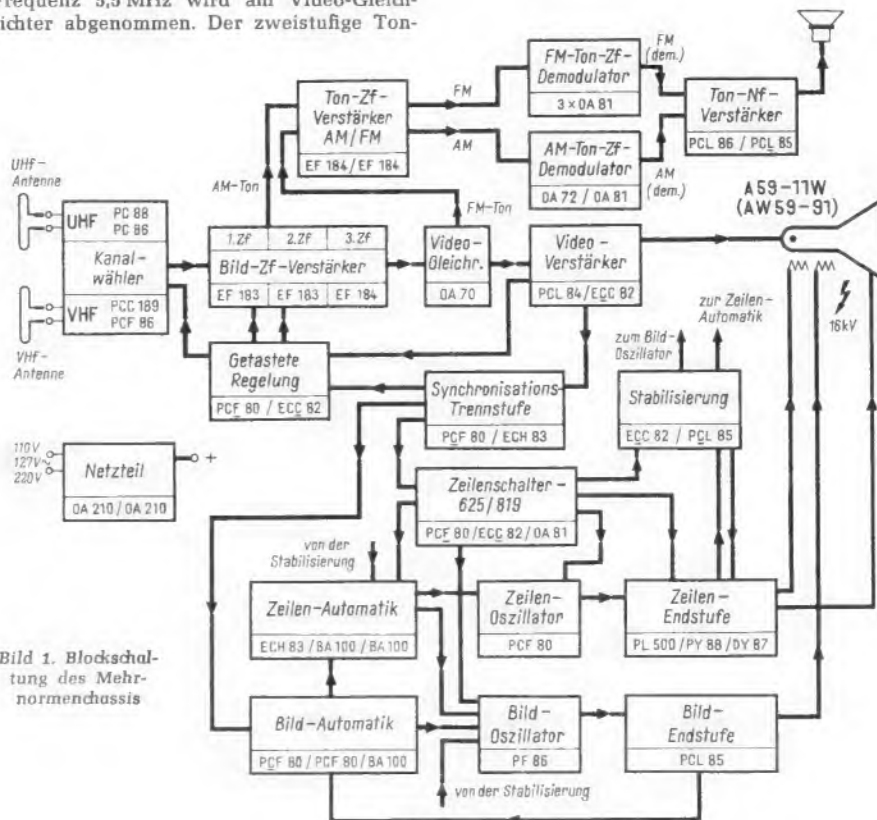 Frequenz 5,5 MHz wird am Video-Gleich-
richter abgenommen. Der zweistufige Ton-
UHF-
Antenne
UHF
PC 88
PC 86
Kanal-
wähler
VHF
PCC 189
PCF 86
VHF-
Antenne
AM-Ton
Ton-Zf-
Verstärker
AM/FM
EF 184/EF 184
FM
AM
FM-Ton-Zf-
Demodulator
3 × OA 81
AM-Ton-Zf-
Demodulator
OA 72 / OA 81
FM
(dem.)
AM
(dem.)
Ton-Nf-
Verstärker
PCL 86 / PCL 85
1.Zf 2.Zf 3.Zf
Bild-Zf-Verstärker
EF 183 EF 183 EF 184
FM-Ton
Video-
Gleichr.
OA 70
Video-
Verstärker
PCL 84/ECC 82
A 59-11W
(AW 59-91)
16kV
Getastete
Regelung
PCF 80 / ECC 82
Synchronisations-
Trennstufe
PCF 80 / ECH 83
zum Bild-
Oszillator
zur Zeilen-
Automatik
Stabilisierung
ECC 82 / PCL 85
110V
127V~
220V
Netzteil
+
OA 210/OA 210
Zeilenschalter-
625/819
PCF 80/ECC 82/OA 81
von der
Stabilisierung
Zeilen-Automatik
ECH 83/BA 100/BA 100
Zeilen-
Oszillator
PCF 80
Zeilen-
Endstufe
PL 500/PY 88/DY 87
Bild 1. Blockschal-
tung des Mehr-
normenchassis
Bild-Automatik
PCF 80/PCF 80/BA 100
Bild-
Oszillator
PF 86
Bild-
Endstufe
PCL 85
von der Stabilisierung